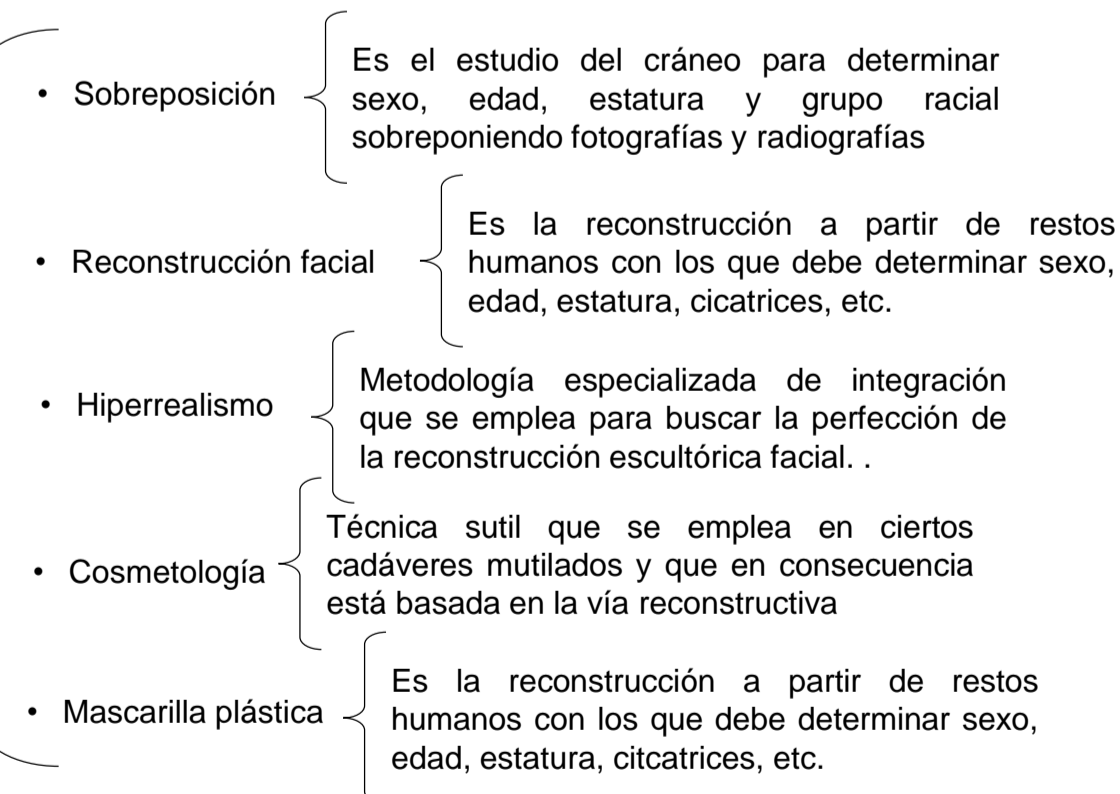 • Sobreposición
Es el estudio del cráneo para determinar
sexo, edad, estatura y grupo racial
sobreponiendo fotografías y radiografías
• Reconstrucción facial
Es la reconstrucción a partir de restos
humanos con los que debe determinar sexo,
edad, estatura, cicatrices, etc.
• Hiperrealismo
Metodología especializada de integración
que se emplea para buscar la perfección de
la reconstrucción escultórica facial. .
• Cosmetología
Técnica sutil que se emplea en ciertos
cadáveres mutilados y que en consecuencia
está basada en la vía reconstructiva
• Mascarilla plástica
Es la reconstrucción a partir de restos
humanos con los que debe determinar sexo,
edad, estatura, citcatrices, etc.